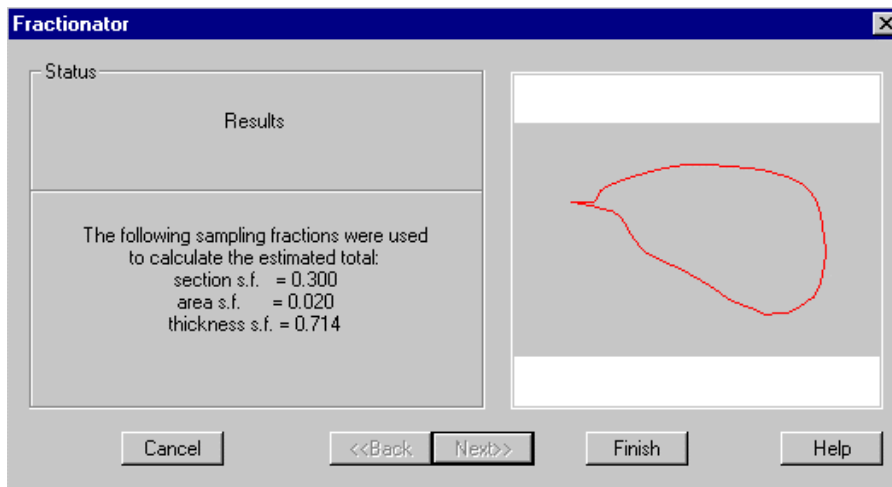 Fractionator
Status
Results
The following sampling fractions were used
to calculate the estimated total:
section s.f. = 0.300
area s.f. = 0.020
thickness s.f. = 0.714
Cancel
<<Back
Next>>
Finish
Help